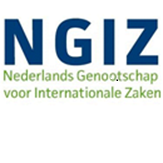 NGIZ
Nederlands Genootschap
voor Internationale Zaken